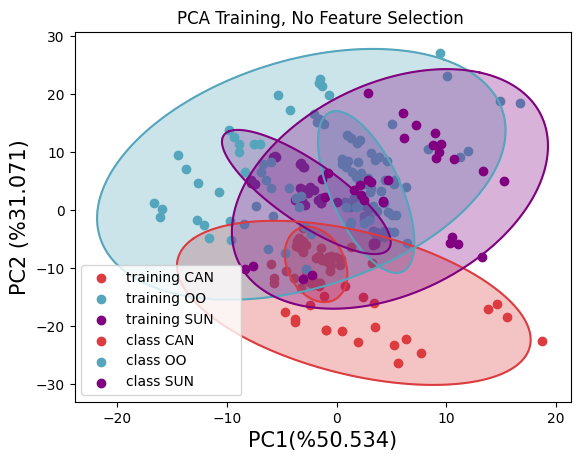 PCA Training, No Feature Selection
30
20
10
0
−10
−20
−30
PC2 (%31.071)
training CAN
training OO
training SUN
class CAN
class OO
class SUN
−20
−10
0
10
20
PC1(%50.534)